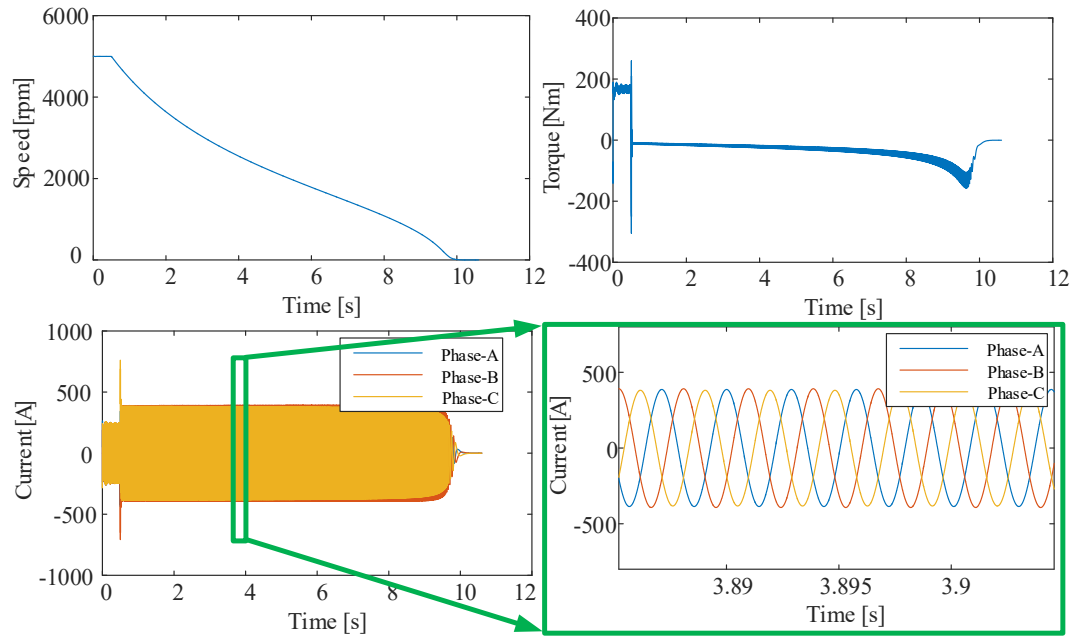 6000
4000
2000
0
Speed [rpm]
0 2 4 6 8 10 12
Time [s]
400
200
0
-200
-400
Torque [Nm]
0 2 4 6 8 10 12
Time [s]
1000
500
0
-500
-1000
Current [A]
Phase-A
Phase-B
Phase-C
0 2 4 6 8 10 12
Time [s]
500
0
-500
Current [A]
Phase-A
Phase-B
Phase-C
3.89 3.895 3.9
Time [s]